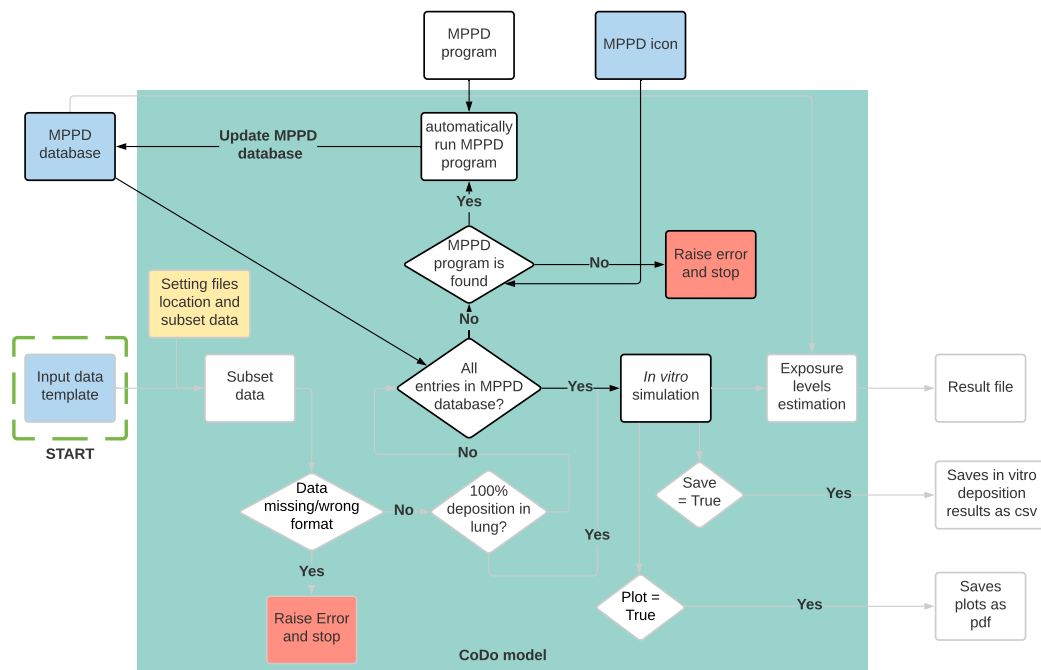 MPPD
program
MPPD icon
MPPD
database
Update MPPD
database
automatically
run MPPD
program
Yes
MPPD
program is
found
No
Raise error
and stop
Setting files
location and
subset data
No
Input data
template
START
Subset
data
All
entries in MPPD
database?
Yes
In vitro
simulation
Exposure
levels
estimation
Result file
No
Data
missing/wrong
format
No
100%
deposition in
lung?
Yes
Save
= True
Yes
Saves in vitro
deposition
results as csv
Yes
Raise Error
and stop
Plot =
True
Yes
Saves
plots as
pdf
CoDo model